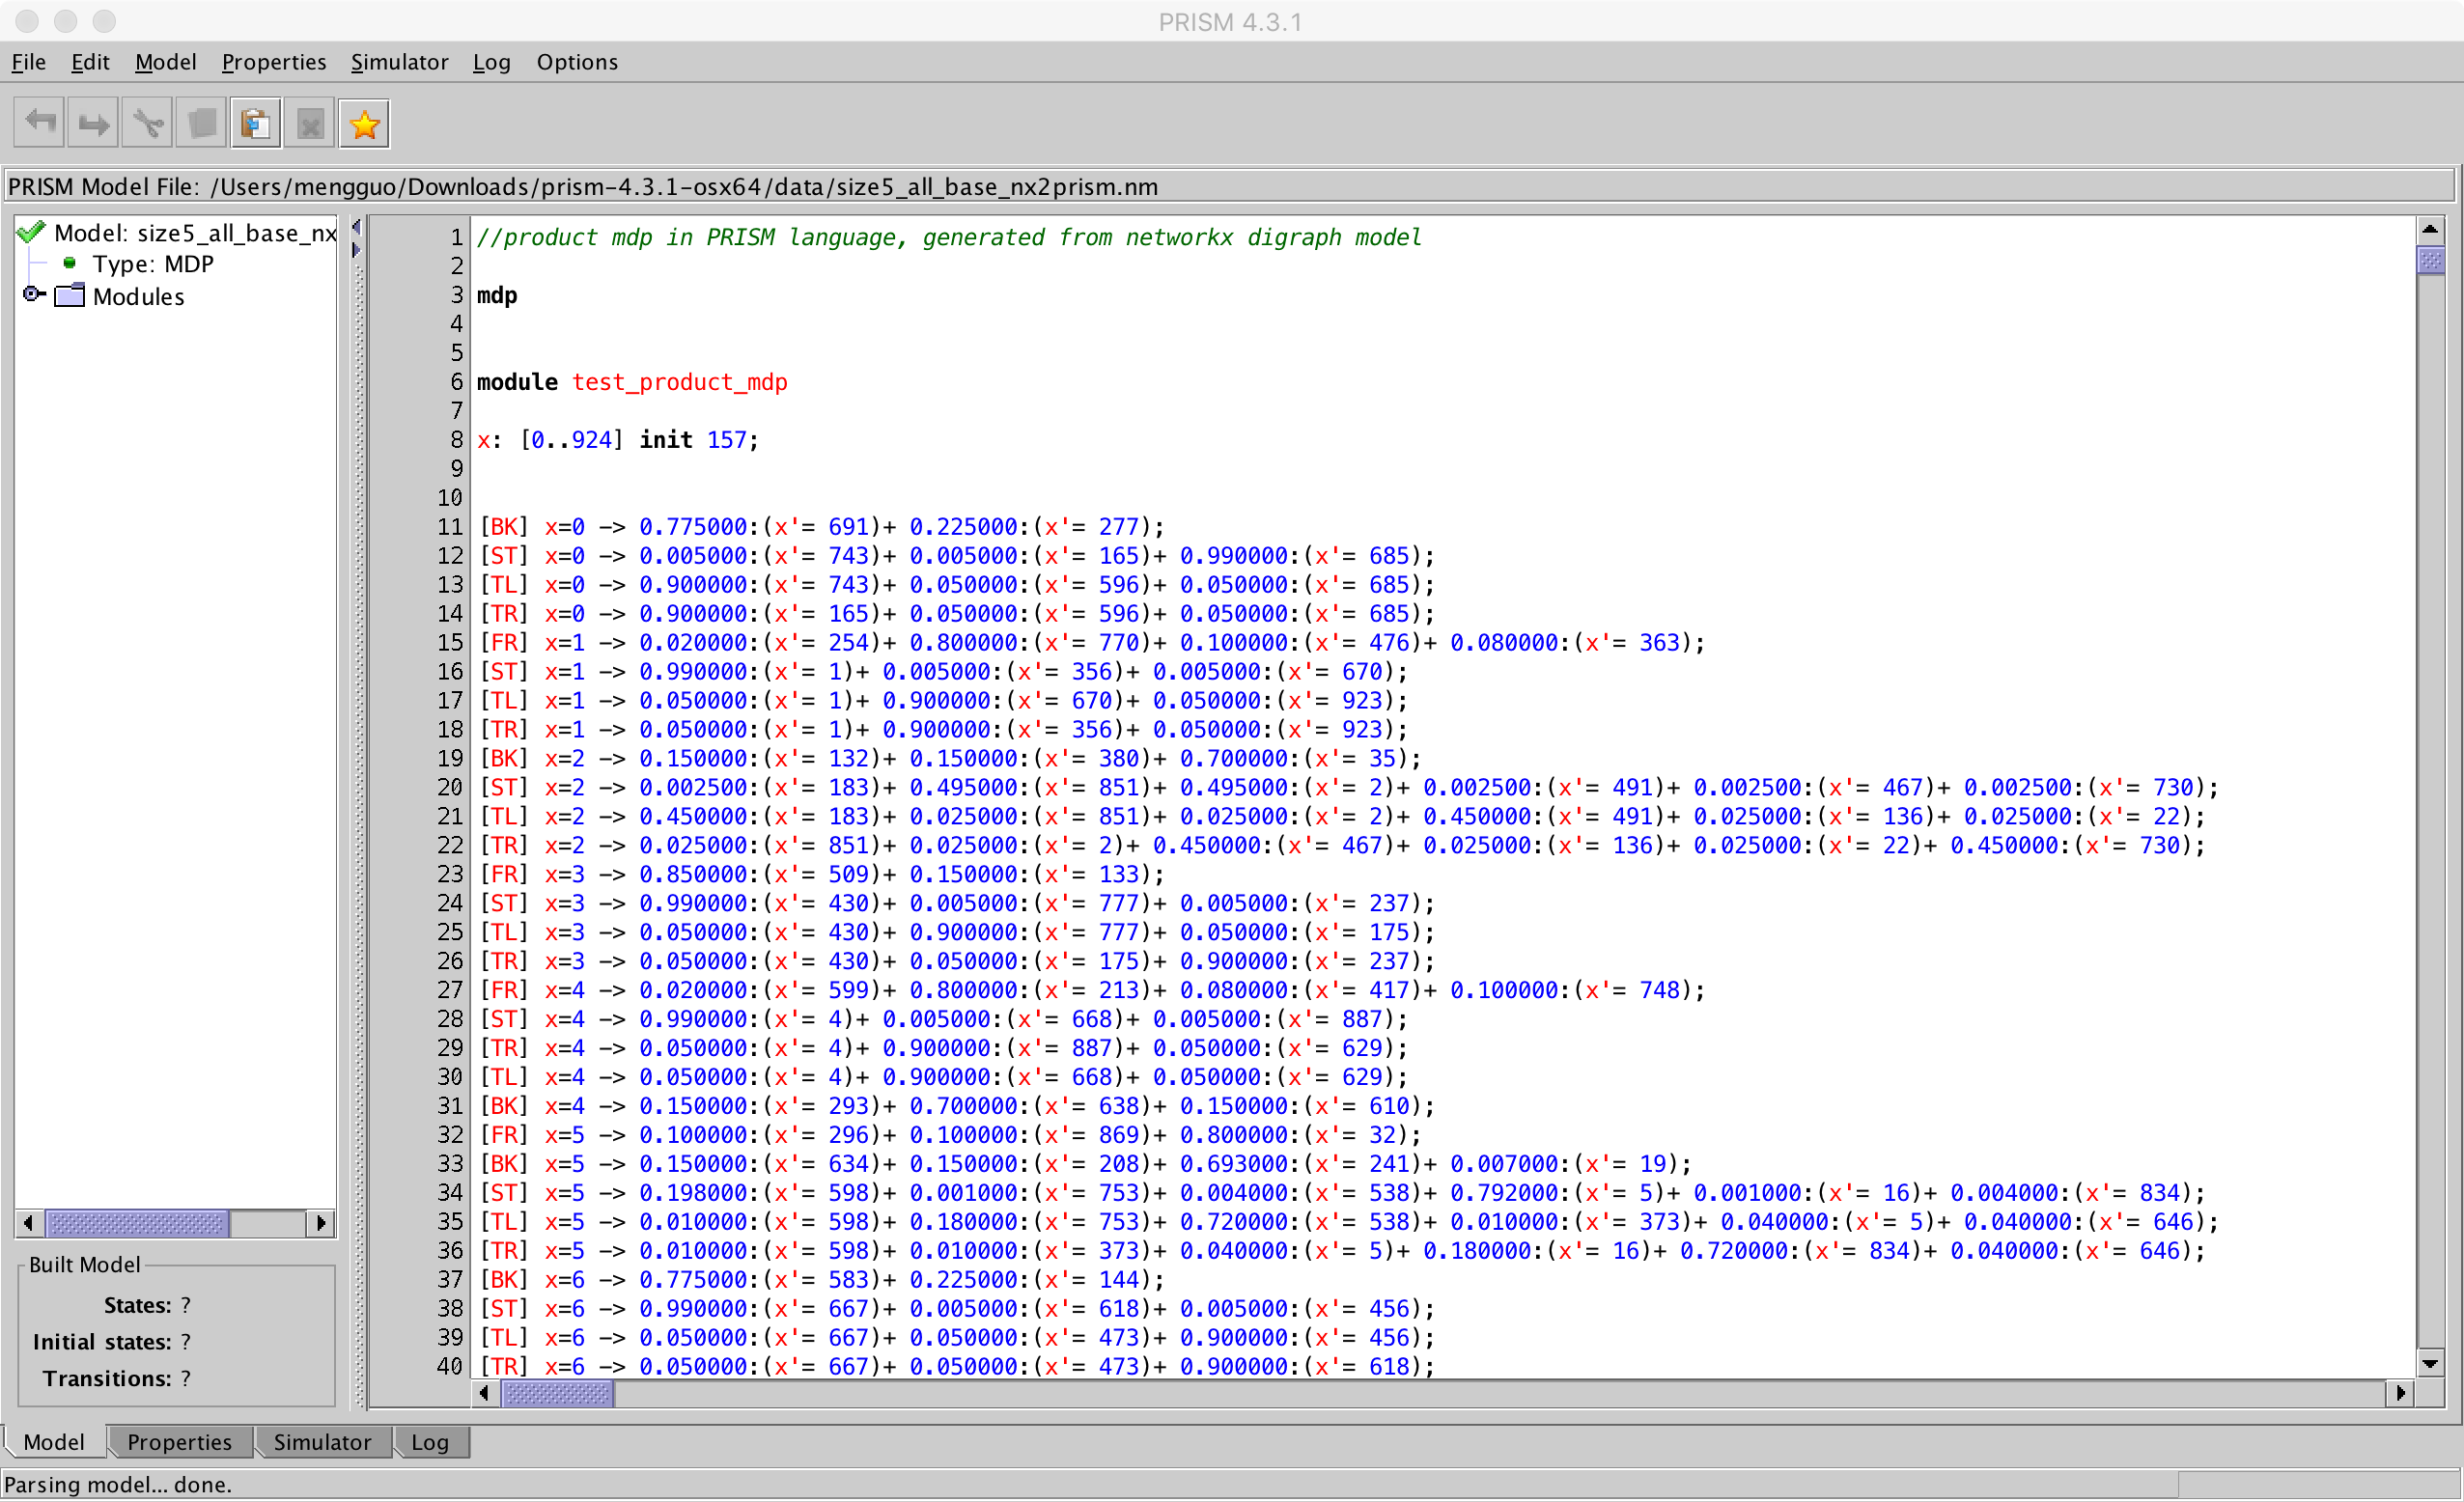 PRISM 4.3.1
File Edit Model Properties Simulator Log Options
PRISM Model File: /Users/mengguo/Downloads/prism-4.3.1-osx64/data/size5_all_base_nx2prism.nm
Model: size5_all_base_nx
Type: MDP
Modules
1 //product mdp in PRISM language, generated from networkx digraph model
2
3 mdp
4
5
6 module test_product_mdp
7
8 x: [0..924] init 157;
9
10
11 [BK] x=0 -> 0.775000:(x'= 691)+ 0.225000:(x'= 277);
12 [ST] x=0 -> 0.005000:(x'= 743)+ 0.005000:(x'= 165)+ 0.990000:(x'= 685);
13 [TL] x=0 -> 0.900000:(x'= 743)+ 0.050000:(x'= 596)+ 0.050000:(x'= 685);
14 [TR] x=0 -> 0.900000:(x'= 165)+ 0.050000:(x'= 596)+ 0.050000:(x'= 685);
15 [FR] x=1 -> 0.020000:(x'= 254)+ 0.800000:(x'= 770)+ 0.100000:(x'= 476)+ 0.080000:(x'= 363);
16 [ST] x=1 -> 0.990000:(x'= 1)+ 0.005000:(x'= 356)+ 0.005000:(x'= 670);
17 [TL] x=1 -> 0.050000:(x'= 1)+ 0.900000:(x'= 670)+ 0.050000:(x'= 923);
18 [TR] x=1 -> 0.050000:(x'= 1)+ 0.900000:(x'= 356)+ 0.050000:(x'= 923);
19 [BK] x=2 -> 0.150000:(x'= 132)+ 0.150000:(x'= 380)+ 0.700000:(x'= 35);
20 [ST] x=2 -> 0.002500:(x'= 183)+ 0.495000:(x'= 851)+ 0.495000:(x'= 2)+ 0.002500:(x'= 491)+ 0.002500:(x'= 467)+ 0.002500:(x'= 730);
21 [TL] x=2 -> 0.450000:(x'= 183)+ 0.025000:(x'= 851)+ 0.025000:(x'= 2)+ 0.450000:(x'= 491)+ 0.025000:(x'= 136)+ 0.025000:(x'= 22);
22 [TR] x=2 -> 0.025000:(x'= 851)+ 0.025000:(x'= 2)+ 0.450000:(x'= 467)+ 0.025000:(x'= 136)+ 0.025000:(x'= 22)+ 0.450000:(x'= 730);
23 [FR] x=3 -> 0.850000:(x'= 509)+ 0.150000:(x'= 133);
24 [ST] x=3 -> 0.990000:(x'= 430)+ 0.005000:(x'= 777)+ 0.005000:(x'= 237);
25 [TL] x=3 -> 0.050000:(x'= 430)+ 0.900000:(x'= 777)+ 0.050000:(x'= 175);
26 [TR] x=3 -> 0.050000:(x'= 430)+ 0.050000:(x'= 175)+ 0.900000:(x'= 237);
27 [FR] x=4 -> 0.020000:(x'= 599)+ 0.800000:(x'= 213)+ 0.080000:(x'= 417)+ 0.100000:(x'= 748);
28 [ST] x=4 -> 0.990000:(x'= 4)+ 0.005000:(x'= 668)+ 0.005000:(x'= 887);
29 [TR] x=4 -> 0.050000:(x'= 4)+ 0.900000:(x'= 887)+ 0.050000:(x'= 629);
30 [TL] x=4 -> 0.050000:(x'= 4)+ 0.900000:(x'= 668)+ 0.050000:(x'= 629);
31 [BK] x=4 -> 0.150000:(x'= 293)+ 0.700000:(x'= 638)+ 0.150000:(x'= 610);
32 [FR] x=5 -> 0.100000:(x'= 296)+ 0.100000:(x'= 869)+ 0.800000:(x'= 32);
33 [BK] x=5 -> 0.150000:(x'= 634)+ 0.150000:(x'= 208)+ 0.693000:(x'= 241)+ 0.007000:(x'= 19);
34 [ST] x=5 -> 0.198000:(x'= 598)+ 0.001000:(x'= 753)+ 0.004000:(x'= 538)+ 0.792000:(x'= 5)+ 0.001000:(x'= 16)+ 0.004000:(x'= 834);
35 [TL] x=5 -> 0.010000:(x'= 598)+ 0.180000:(x'= 753)+ 0.720000:(x'= 538)+ 0.010000:(x'= 373)+ 0.040000:(x'= 5)+ 0.040000:(x'= 646);
36 [TR] x=5 -> 0.010000:(x'= 598)+ 0.010000:(x'= 373)+ 0.040000:(x'= 5)+ 0.180000:(x'= 16)+ 0.720000:(x'= 834)+ 0.040000:(x'= 646);
37 [BK] x=6 -> 0.775000:(x'= 583)+ 0.225000:(x'= 144);
38 [ST] x=6 -> 0.990000:(x'= 667)+ 0.005000:(x'= 618)+ 0.005000:(x'= 456);
39 [TL] x=6 -> 0.050000:(x'= 667)+ 0.050000:(x'= 473)+ 0.900000:(x'= 456);
40 [TR] x=6 -> 0.050000:(x'= 667)+ 0.050000:(x'= 473)+ 0.900000:(x'= 618);
Built Model
States: ?
Initial states: ?
Transitions: ?
Model Properties Simulator Log
Parsing model... done.